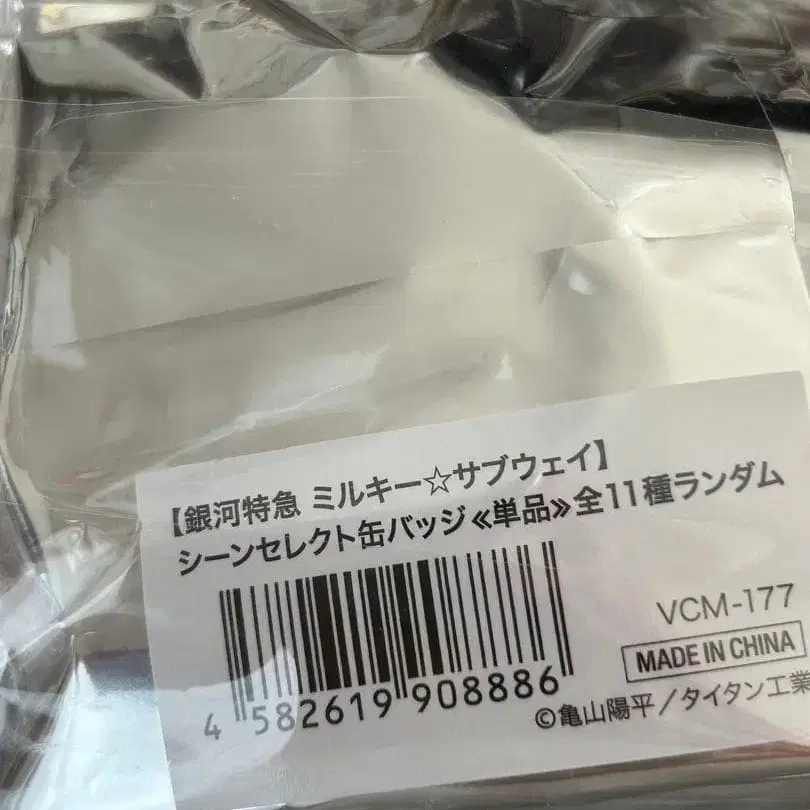 【銀河特急 ミルキー☆サブウェイ】
シーンセレクト缶バッジ≪単品≫全11種ランダム
VCM-177
MADE IN CHINA
4 582619 908886
©亀山陽平/タイタン工業